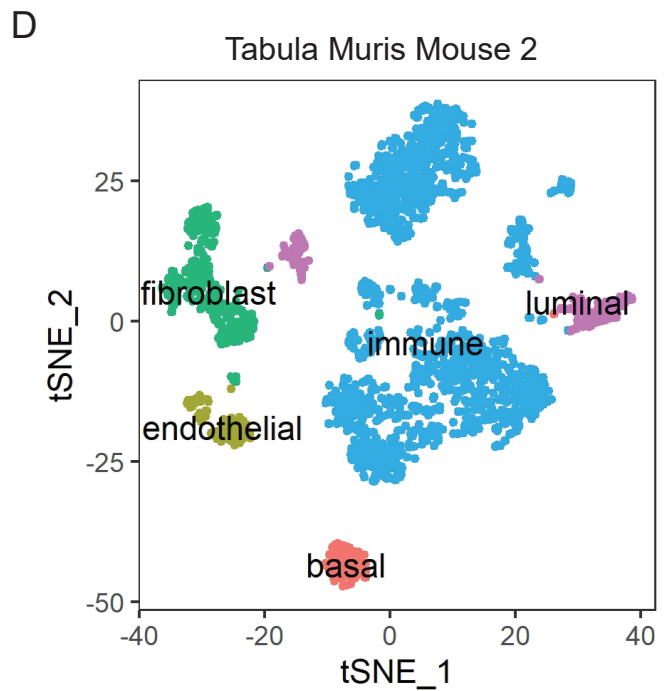 D
Tabula Muris Mouse 2
25
fibroblast
luminal
0
immune
tSNE_2
endothelial
-25
basal
-50
-40
-20
0
20
40
tSNE_1